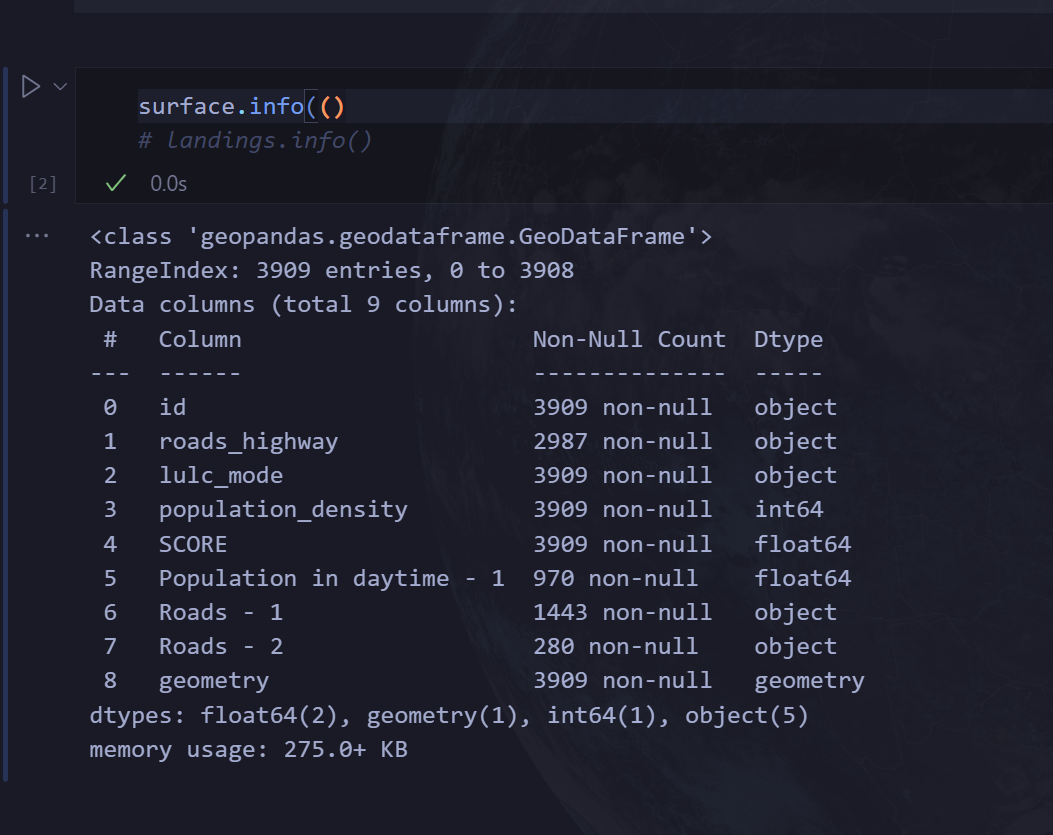 surface.info(()
# landings.info()
[2] ✓ 0.0s
... <class 'geopandas.geodataframe.GeoDataFrame'>
RangeIndex: 3909 entries, 0 to 3908
Data columns (total 9 columns):
 #   Column                     Non-Null Count  Dtype
---  ------                     --------------  -----
 0   id                         3909 non-null   object
 1   roads_highway              2987 non-null   object
 2   lulc_mode                  3909 non-null   object
 3   population_density         3909 non-null   int64
 4   SCORE                      3909 non-null   float64
 5   Population in daytime - 1  970 non-null    float64
 6   Roads - 1                  1443 non-null   object
 7   Roads - 2                  280 non-null    object
 8   geometry                   3909 non-null   geometry
dtypes: float64(2), geometry(1), int64(1), object(5)
memory usage: 275.0+ KB